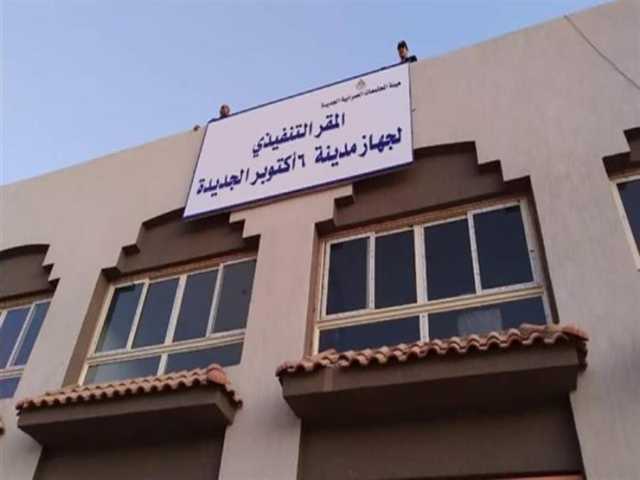 هيئة المجتمعات العمرانية الجديدة
المقر التنفيذي
لجهاز مدينة ٦ أكتوبر الجديدة